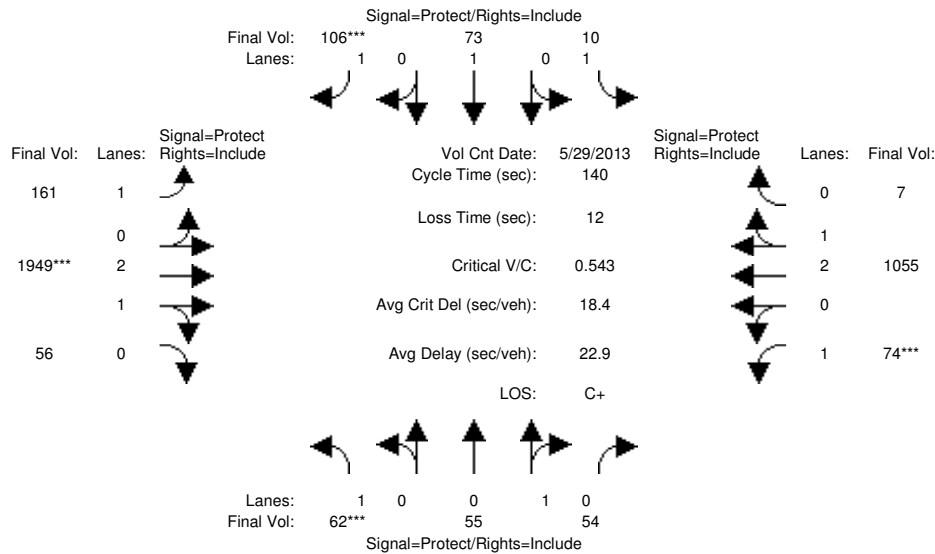 Signal=Protect/Rights=Include
Final Vol: 106*** 73 10
Lanes: 1 0 1 0 1
Signal=Protect
Final Vol: Lanes: Rights=Include
Vol Cnt Date: 5/29/2013
Signal=Protect
Rights=Include Lanes: Final Vol:
Cycle Time (sec): 140
161 1
0 7
Loss Time (sec): 12
0
1
1949*** 2
Critical V/C: 0.543
2 1055
1
Avg Crit Del (sec/veh): 18.4
0
56 0
Avg Delay (sec/veh): 22.9
1 74***
LOS: C+
Lanes: 1 0 0 1 0
Final Vol: 62*** 55 54
Signal=Protect/Rights=Include